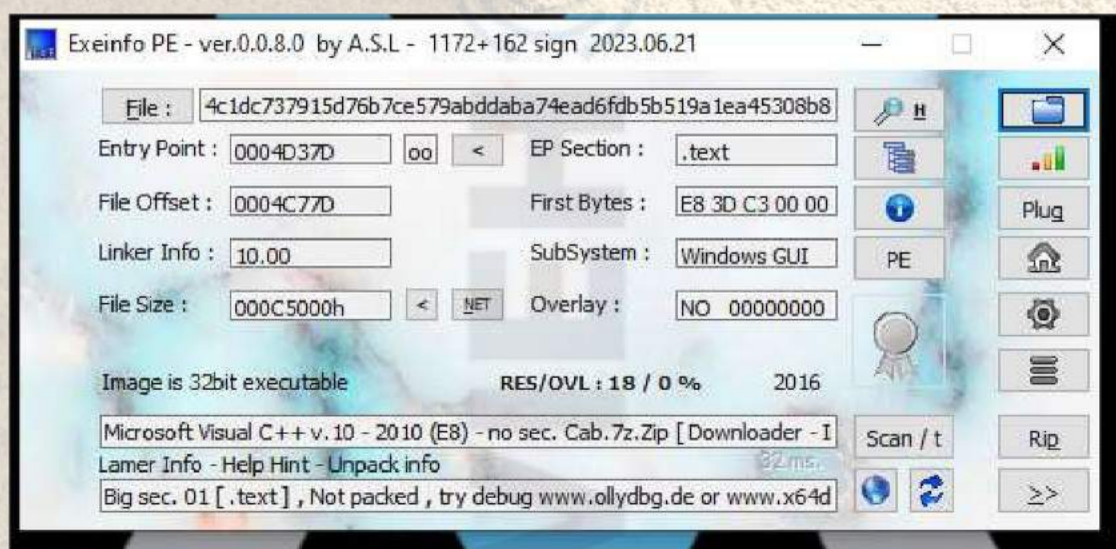 Exeinfo PE - ver.0.0.8.0 by A.S.L - 1172+162 sign 2023.06.21
File : 4c1dc737915d76b7ce579abddaba74ead6fdb5b519a1ea45308b8 H
Entry Point : 0004D37D oo < EP Section : .text
File Offset : 0004C77D First Bytes : E8 3D C3 00 00 Plug
Linker Info : 10.00 SubSystem : Windows GUI PE
File Size : 000C5000h < NET Overlay : NO 00000000
Image is 32bit executable RES/OVL : 18 / 0 % 2016
Microsoft Visual C++ v.10 - 2010 (E8) - no sec. Cab.7z.Zip [ Downloader - I Scan / t Rip
Lamer Info - Help Hint - Unpack info 32 ms.
Big sec. 01 [ .text ] , Not packed , try debug www.ollydbg.de or www.x64d >>